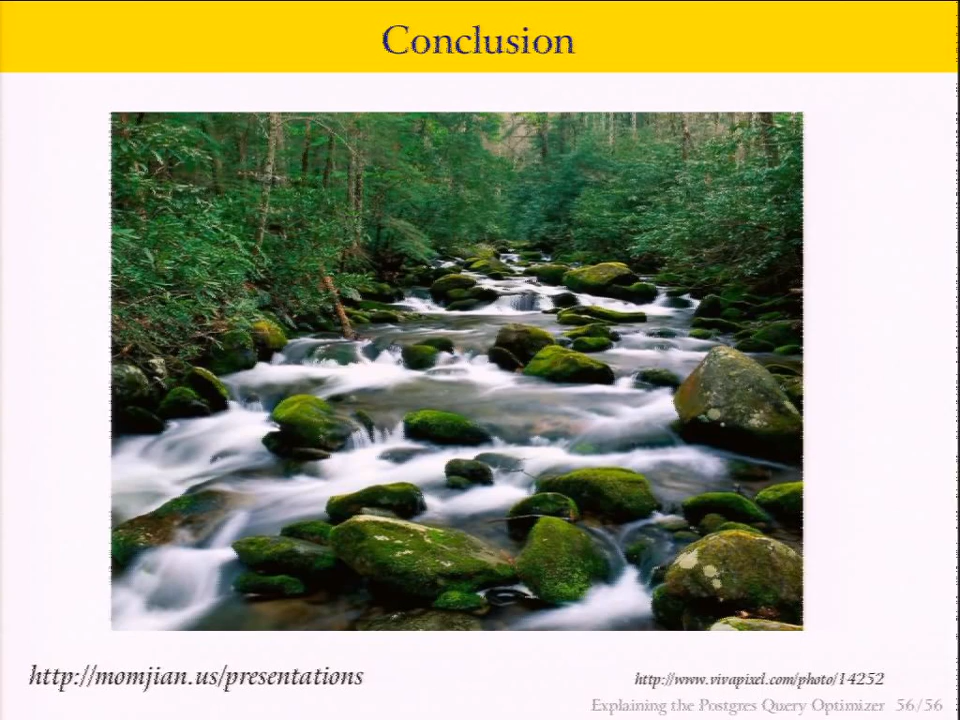 Conclusion
http://momjian.us/presentations
http://www.vivapixel.com/photo/14252
Explaining the Postgres Query Optimizer 56/56